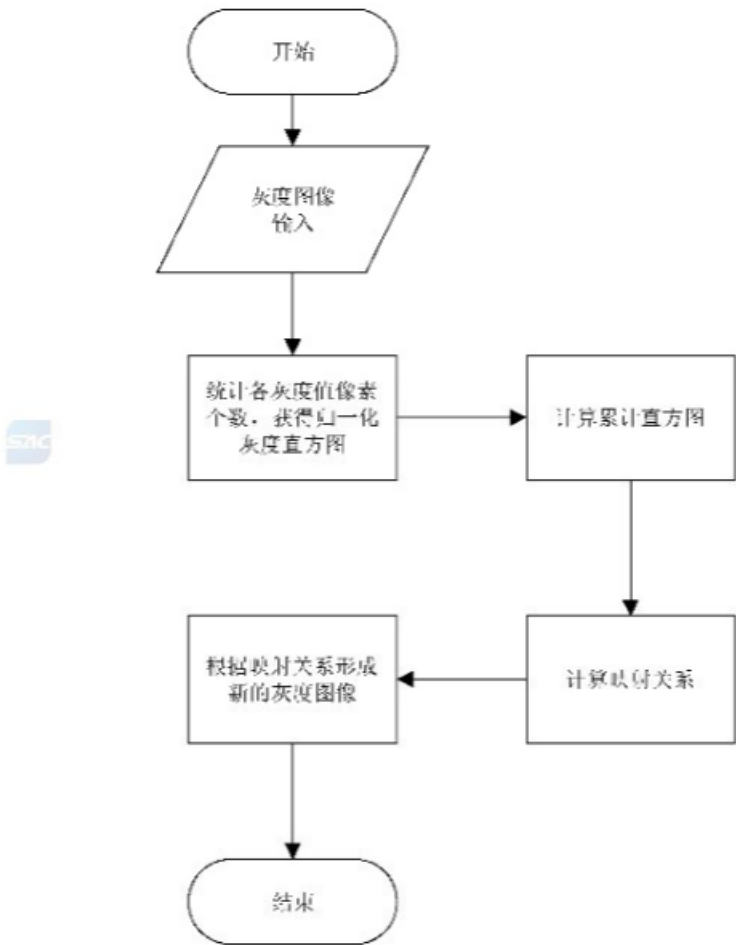 开始
灰度图像
输入
统计各灰度值像素
个数，获得归一化
灰度直方图
计算累计直方图
计算映射关系
根据映射关系形成
新的灰度图像
结束
SAC